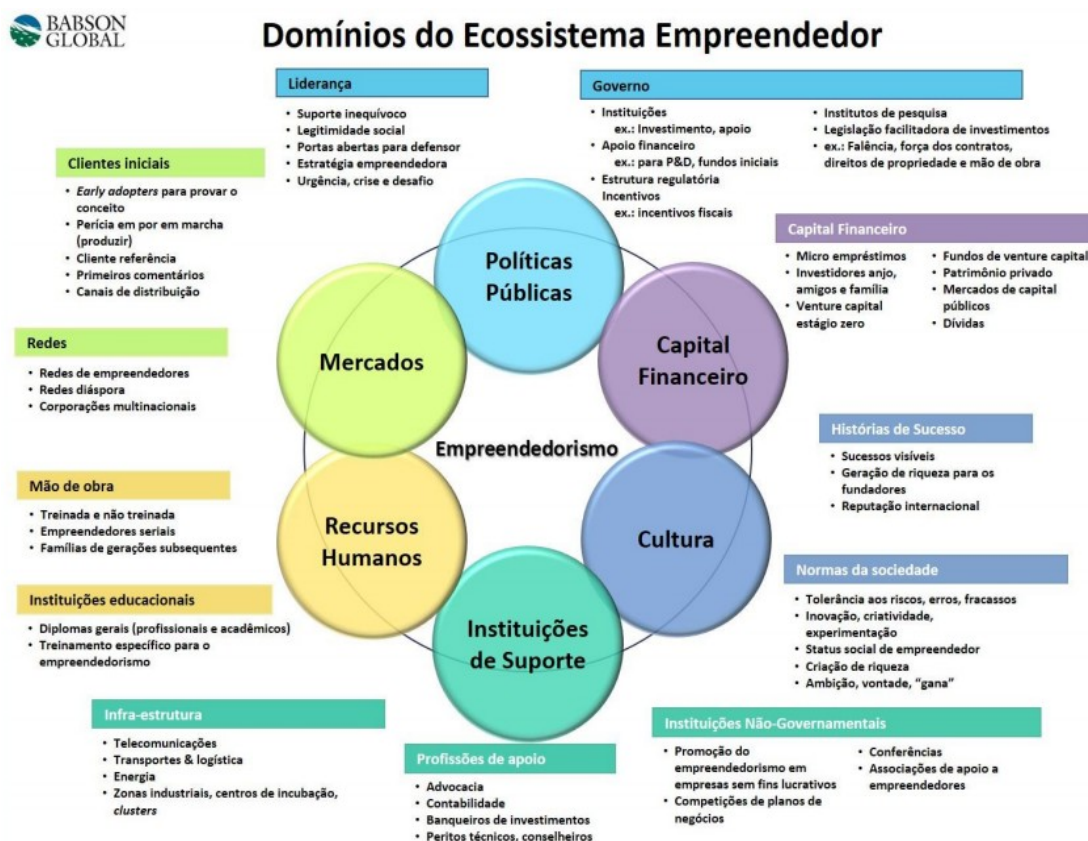 BABSON
GLOBAL
Domínios do Ecossistema Empreendedor
Liderança
• Suporte inequívoco
• Legitimidade social
• Portas abertas para defensor
• Estratégia empreendedora
• Urgência, crise e desafio
Governo
• Instituições
ex.: Investimento, apoio
• Apoio financeiro
ex.: para P&D, fundos iniciais
• Estrutura regulatória
Incentivos
ex.: incentivos fiscais
• Institutos de pesquisa
• Legislação facilitadora de investimentos
• ex.: Falência, força dos contratos,
direitos de propriedade e mão de obra
Clientes iniciais
• Early adopters para provar o
conceito
• Perícia em por em marcha
(produzir)
• Cliente referência
• Primeiros comentários
• Canais de distribuição
Capital Financeiro
• Micro empréstimos
• Investidores anjo,
amigos e família
• Venture capital
estágio zero
• Fundos de venture capital
• Patrimônio privado
• Mercados de capital
públicos
• Dívidas
Redes
• Redes de empreendedores
• Redes diáspora
• Corporações multinacionais
Políticas
Públicas
Mercados
Capital
Financeiro
Empreendedorismo
Recursos
Humanos
Cultura
Instituições
de Suporte
Histórias de Sucesso
• Sucessos visíveis
• Geração de riqueza para os
fundadores
• Reputação internacional
Mão de obra
• Treinada e não treinada
• Empreendedores seriais
• Famílias de gerações subsequentes
Normas da sociedade
• Tolerância aos riscos, erros, fracassos
• Inovação, criatividade,
experimentação
• Status social de empreendedor
• Criação de riqueza
• Ambição, vontade, “gana”
Instituições educacionais
• Diplomas gerais (profissionais e acadêmicos)
• Treinamento específico para o
empreendedorismo
Infra-estrutura
• Telecomunicações
• Transportes & logística
• Energia
• Zonas industriais, centros de incubação,
clusters
Profissões de apoio
• Advocacia
• Contabilidade
• Banqueiros de investimentos
• Peritos técnicos, conselheiros
Instituições Não-Governamentais
• Promoção do
empreendedorismo em
empresas sem fins lucrativos
• Competições de planos de
negócios
• Conferências
• Associações de apoio a
empreendedores